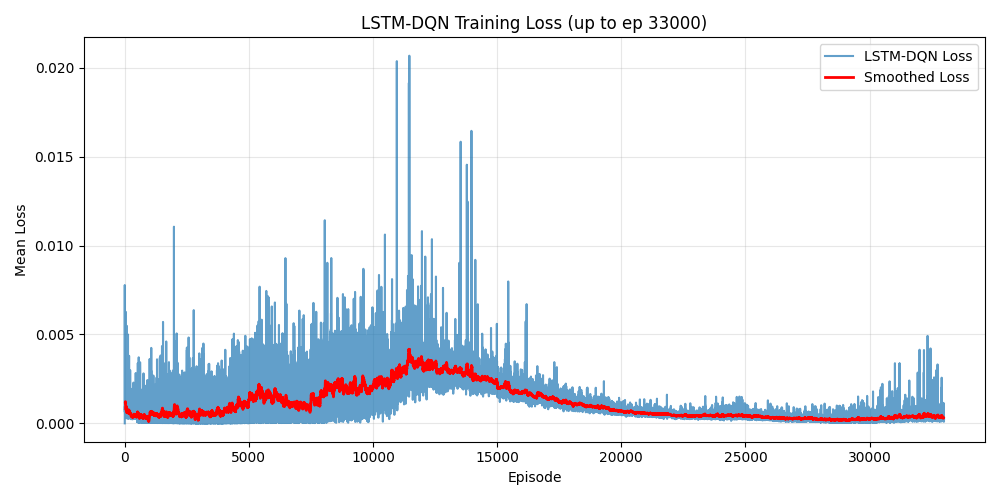 LSTM-DQN Training Loss (up to ep 33000)
LSTM-DQN Loss
Smoothed Loss
Mean Loss
0.020
0.015
0.010
0.005
0.000
0 5000 10000 15000 20000 25000 30000
Episode